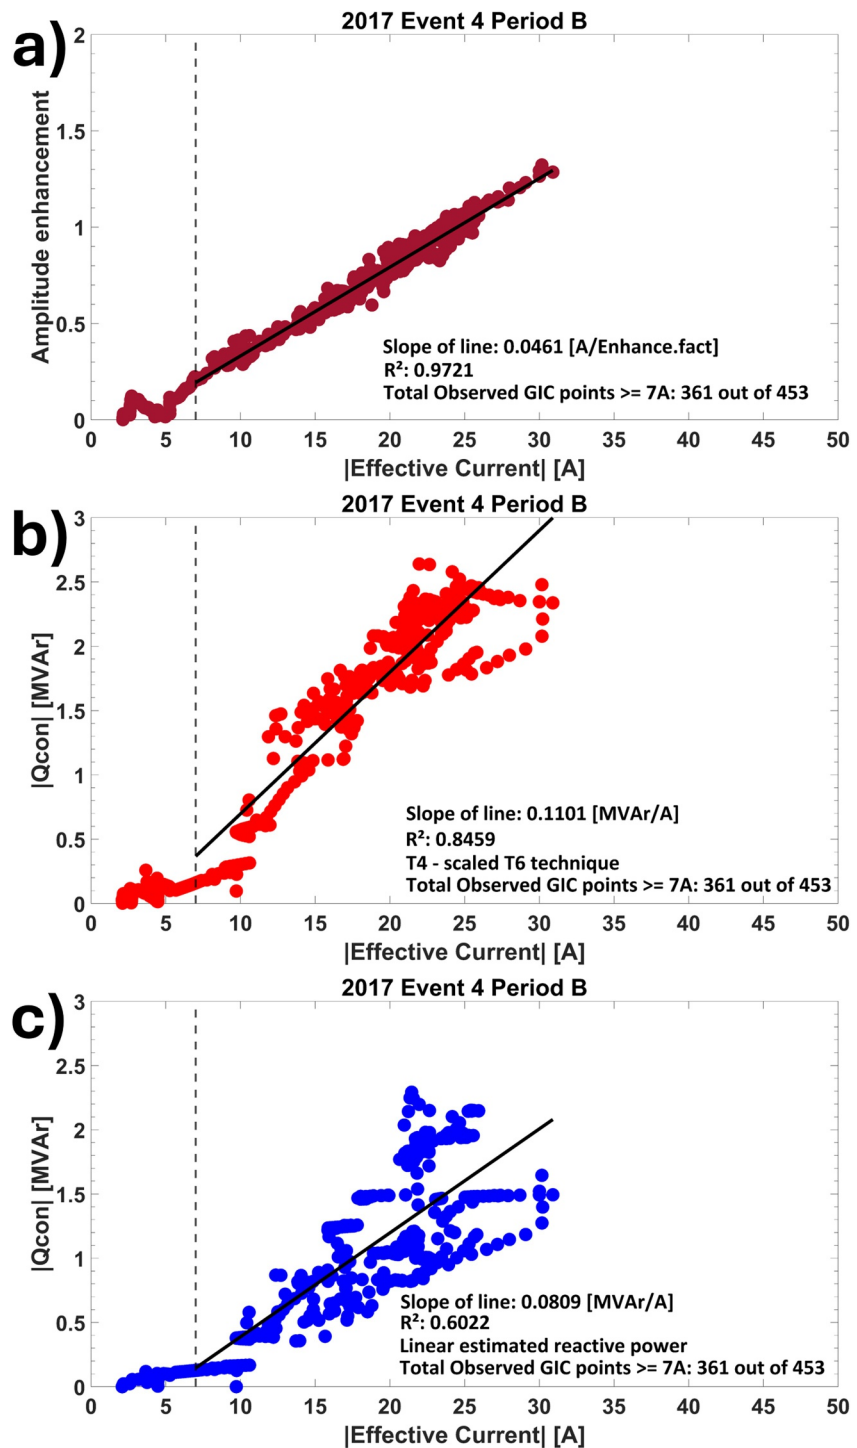 a)
2017 Event 4 Period B
2
1.5
1
0.5
0
Amplitude enhancement
Slope of line: 0.0461 [A/Enhance.fact]
R²: 0.9721
Total Observed GIC points >= 7A: 361 out of 453
0 5 10 15 20 25 30 35 40 45 50
|Effective Current| [A]
b)
2017 Event 4 Period B
3
2.5
2
1.5
1
0.5
0
|Qcon| [MVAr]
Slope of line: 0.1101 [MVAr/A]
R²: 0.8459
T4 - scaled T6 technique
Total Observed GIC points >= 7A: 361 out of 453
0 5 10 15 20 25 30 35 40 45 50
|Effective Current| [A]
c)
2017 Event 4 Period B
3
2.5
2
1.5
1
0.5
0
|Qcon| [MVAr]
Slope of line: 0.0809 [MVAr/A]
R²: 0.6022
Linear estimated reactive power
Total Observed GIC points >= 7A: 361 out of 453
0 5 10 15 20 25 30 35 40 45 50
|Effective Current| [A]